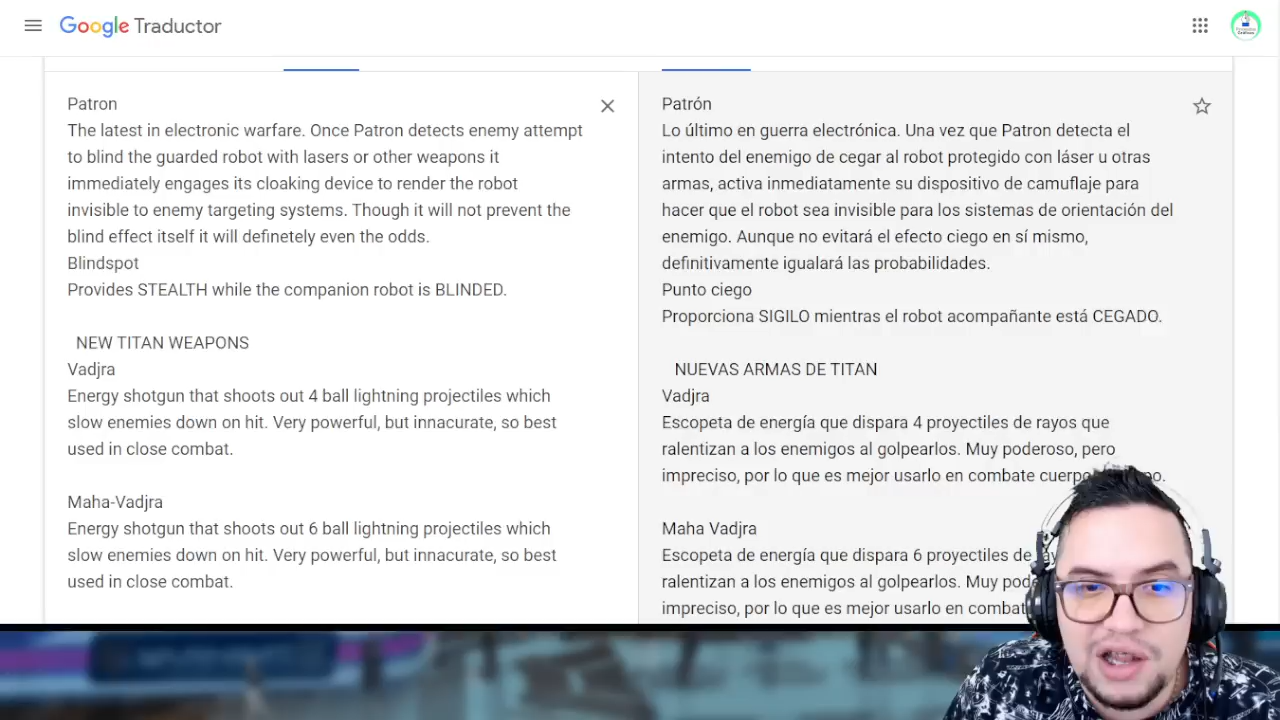 Google Traductor
Patron
The latest in electronic warfare. Once Patron detects enemy attempt
to blind the guarded robot with lasers or other weapons it
immediately engages its cloaking device to render the robot
invisible to enemy targeting systems. Though it will not prevent the
blind effect itself it will definetely even the odds.
Blindspot
Provides STEALTH while the companion robot is BLINDED.
NEW TITAN WEAPONS
Vadjra
Energy shotgun that shoots out 4 ball lightning projectiles which
slow enemies down on hit. Very powerful, but innacurate, so best
used in close combat.
Maha-Vadjra
Energy shotgun that shoots out 6 ball lightning projectiles which
slow enemies down on hit. Very powerful, but innacurate, so best
used in close combat.
Patrón
Lo último en guerra electrónica. Una vez que Patron detecta el
intento del enemigo de cegar al robot protegido con láser u otras
armas, activa inmediatamente su dispositivo de camuflaje para
hacer que el robot sea invisible para los sistemas de orientación del
enemigo. Aunque no evitará el efecto ciego en sí mismo,
definitivamente igualará las probabilidades.
Punto ciego
Proporciona SIGILO mientras el robot acompañante está CEGADO.
NUEVAS ARMAS DE TITAN
Vadjra
Escopeta de energía que dispara 4 proyectiles de rayos que
ralentizan a los enemigos al golpearlos. Muy poderoso, pero
impreciso, por lo que es mejor usarlo en combate
Maha Vadjra
Escopeta de energía que dispara 6 proyectiles de
ralentizan a los enemigos al golpearlos. Muy
impreciso, por lo que es mejor usarlo en